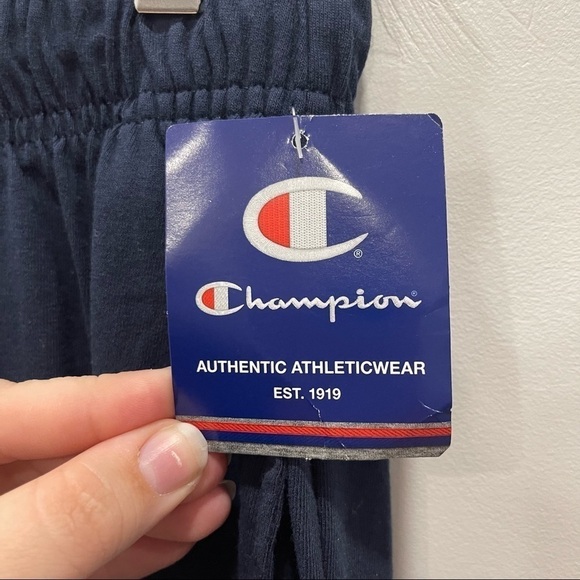 C®
Champion®
AUTHENTIC ATHLETICWEAR
EST. 1919